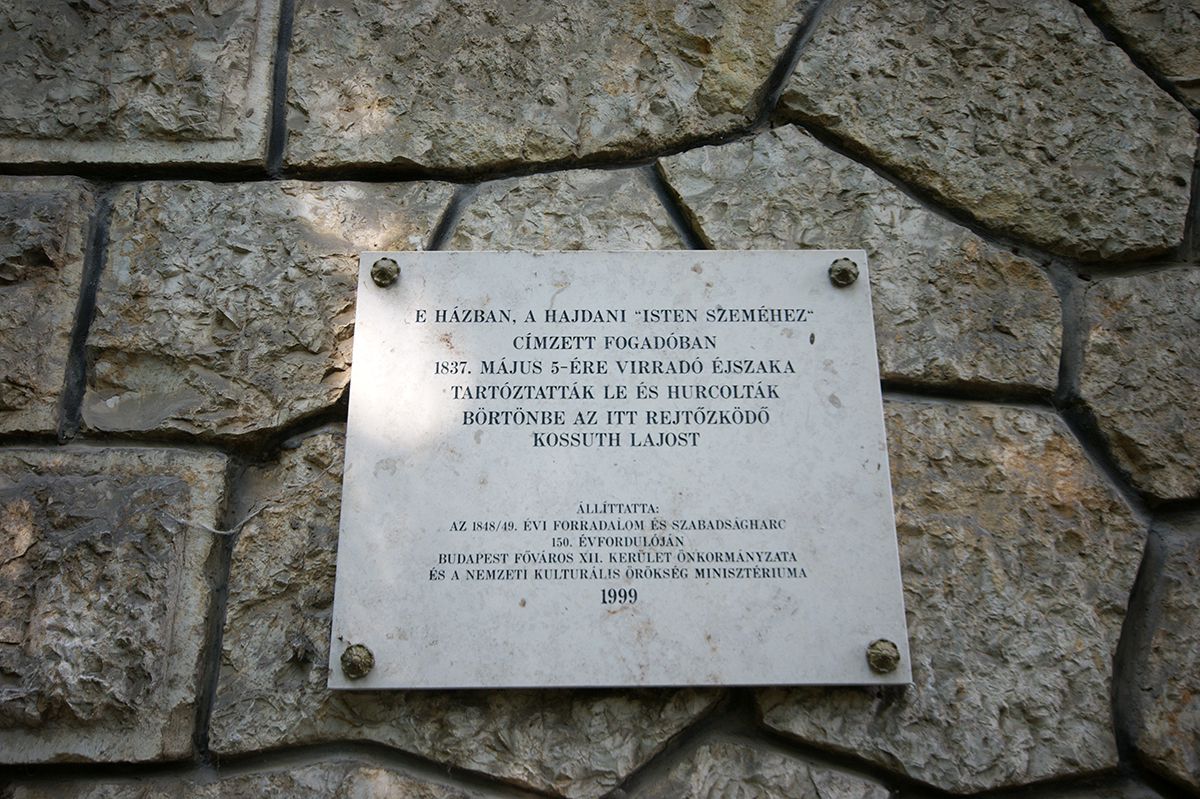 E HÁZBAN, A HAJDANI "ISTEN SZEMÉHEZ"
CÍMZETT FOGADÓBAN
1837. MÁJUS 5-ÉRE VIRRADÓ ÉJSZAKA
TARTÓZTATTÁK LE ÉS HURCOLTÁK
BÖRTÖNBE AZ ITT REJTŐZKÖDŐ
KOSSUTH LAJOST
ÁLLÍTTATTA:
AZ 1848/49. ÉVI FORRADALOM ÉS SZABADSÁGHARC
150. ÉVFORDULÓJÁN
BUDAPEST FŐVÁROS XII. KERÜLET ÖNKORMÁNYZATA
ÉS A NEMZETI KULTURÁLIS ÖRÖKSÉG MINISZTÉRIUMA
1999